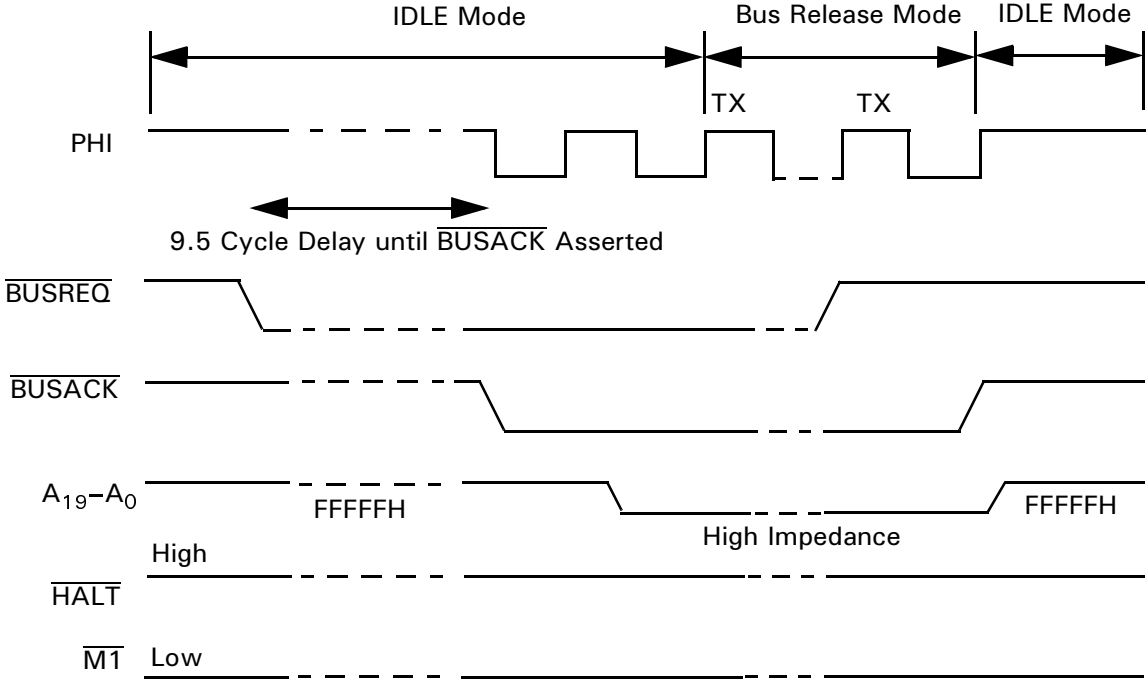 IDLE Mode
Bus Release Mode
IDLE Mode
TX
TX
PHI
9.5 Cycle Delay until BUSACK Asserted
BUSREQ
BUSACK
A19–A0
FFFFFH
FFFFFH
High Impedance
High
HALT
M1
Low